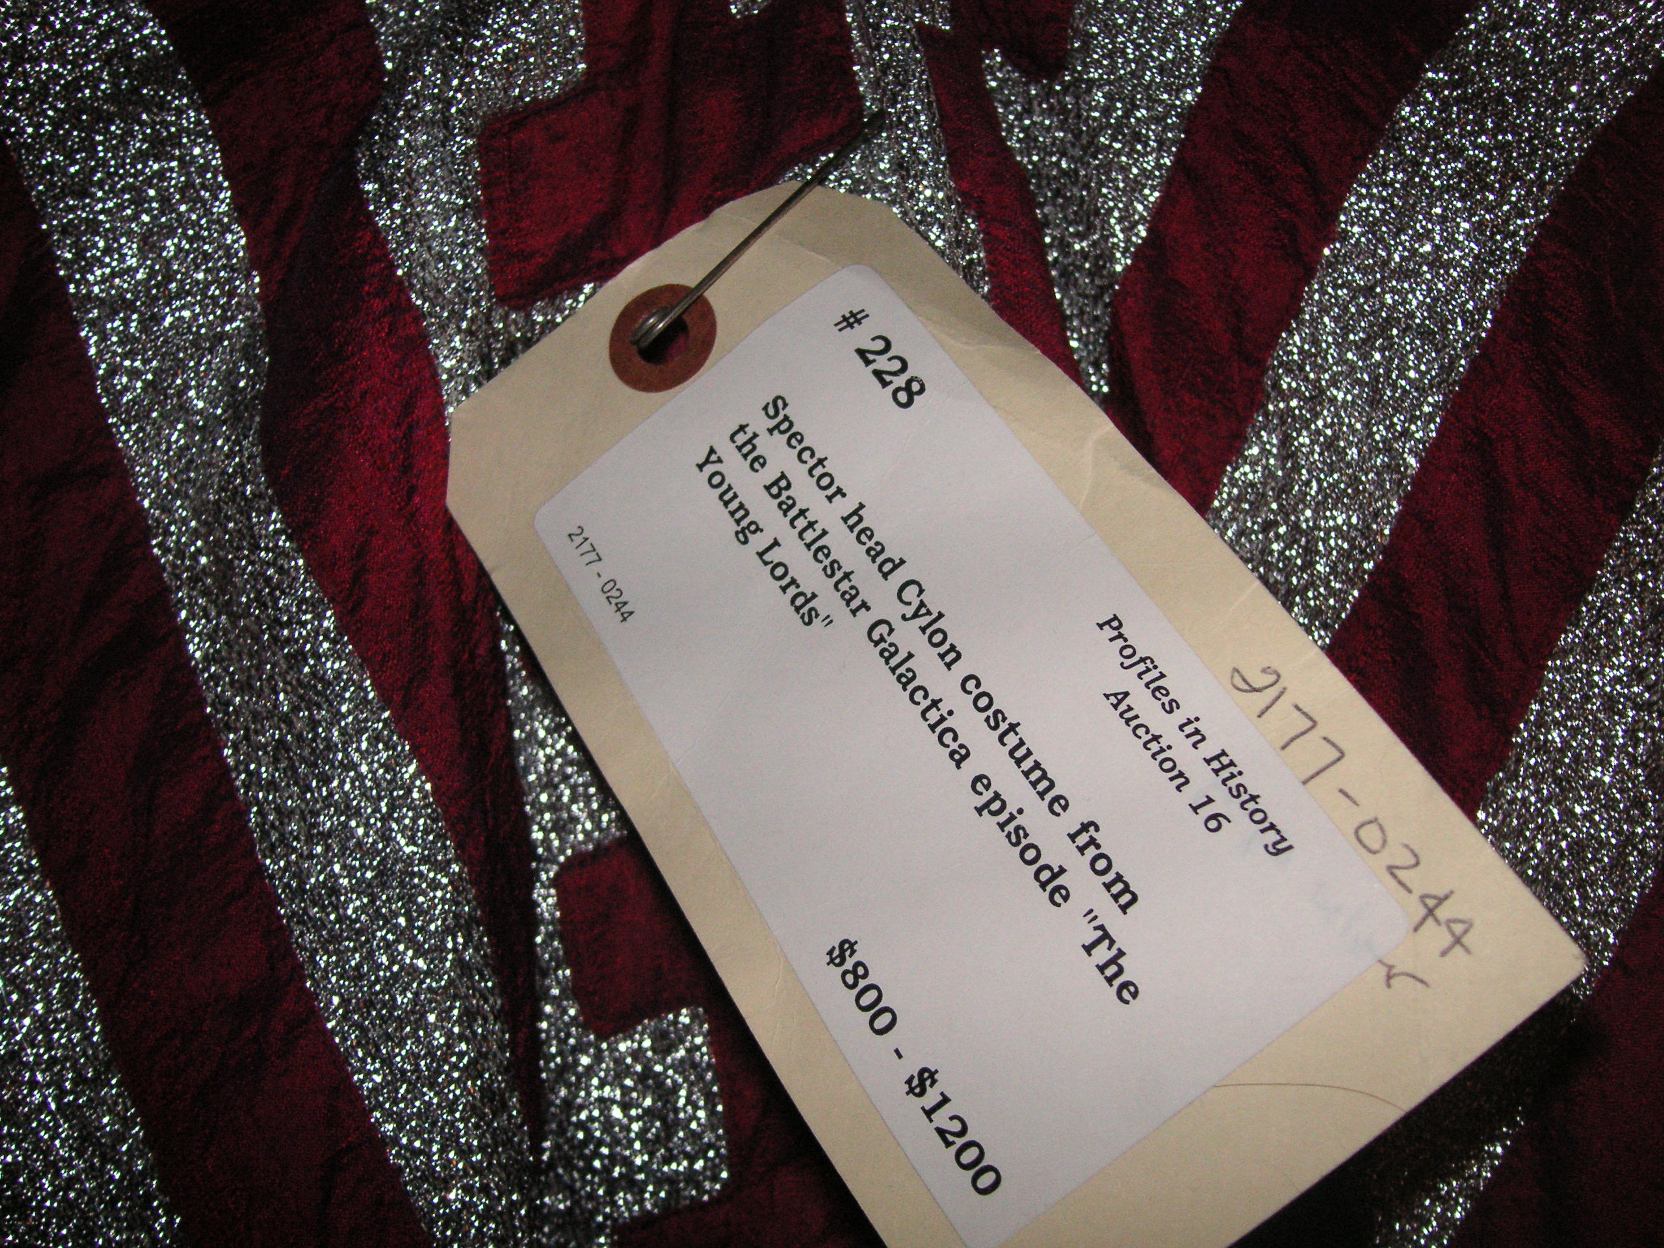 # 228
Profiles in History
Auction 16
Spector head Cylon costume from
the Battlestar Galactica episode "The
Young Lords"
2177 - 0244
$800 - $1200
2177-0244